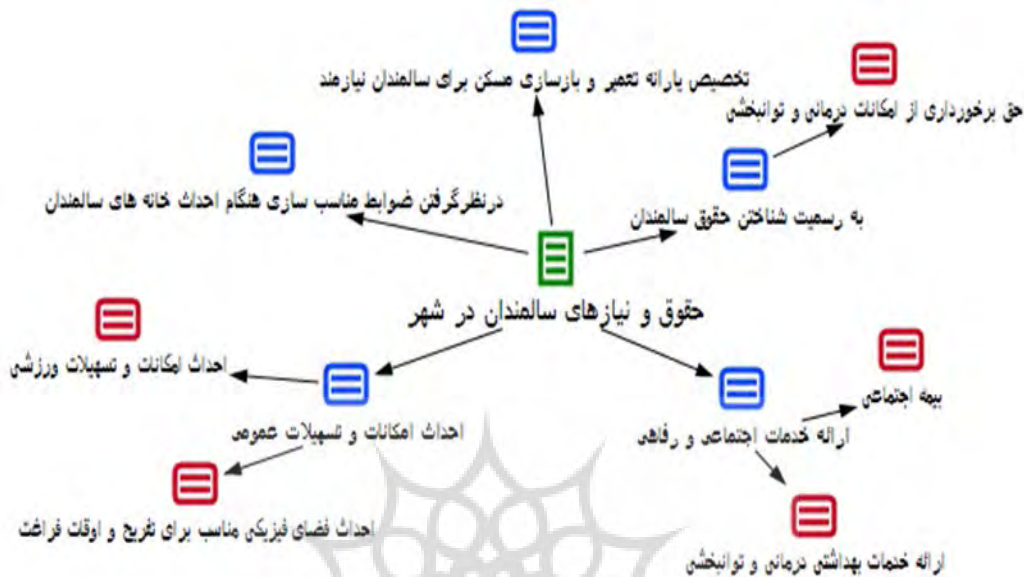 تخصیص یارانه تعمیر و بازسازی مسکن برای سالمندان نیازمند
حق برخورداری از امکانات درمانی و توانبخشی
درنظرگرفتن ضوابط مناسب سازی هنگام احداث خانه های سالمندان
به رسمیت شناختن حقوق سالمندان
حقوق و نیازهای سالمندان در شهر
احداث امکانات و تسهیلات ورزشی
بیمه اجتماعی
احداث امکانات و تسهیلات عمومی
ارائه خدمات اجتماعی و رفاهی
احداث فضای فیزیکی مناسب برای تفریح و اوقات فراغت
ارائه خدمات بهداشتی درمانی و توانبخشی